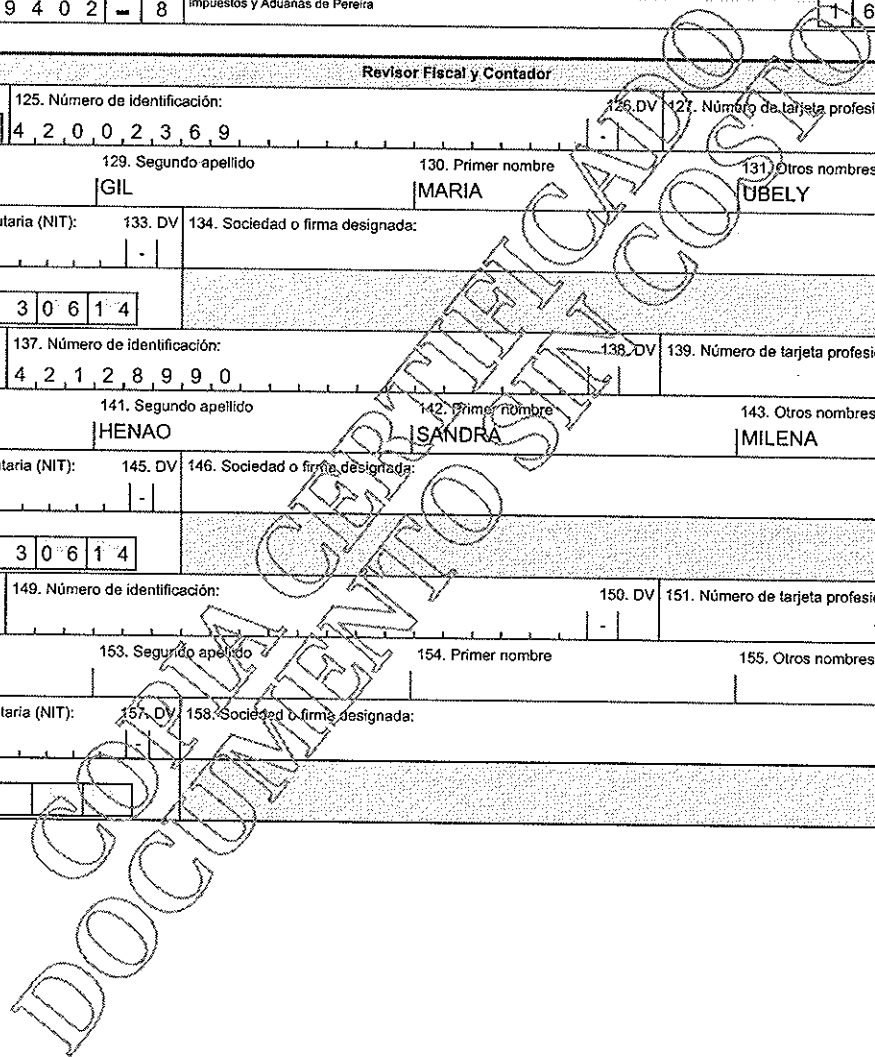 9 4 0 2 - 8 Impuestos y Aduanas de Pereira 1 6
Revisor Fiscal y Contador
125. Número de identificación: 126.DV 127. Número de tarjeta profesi
4 2 0 0 2 3 6 9 -
129. Segundo apellido 130. Primer nombre 131. Otros nombres
GIL MARIA UBELY
utaria (NIT): 133. DV 134. Sociedad o firma designada:
-
3 0 6 1 4
137. Número de identificación: 138. DV 139. Número de tarjeta profesi
4 2 1 2 8 9 9 0 -
141. Segundo apellido 142. Primer nombre 143. Otros nombres
HENAO SANDRA MILENA
utaria (NIT): 145. DV 146. Sociedad o firma designada:
-
3 0 6 1 4
149. Número de identificación: 150. DV 151. Número de tarjeta profesi
-
153. Segundo apellido 154. Primer nombre 155. Otros nombres
taria (NIT): 157. DV 158. Sociedad o firma designada:
-
COPIA CERTIFICADO
DOCUMENTO SIN COSTO